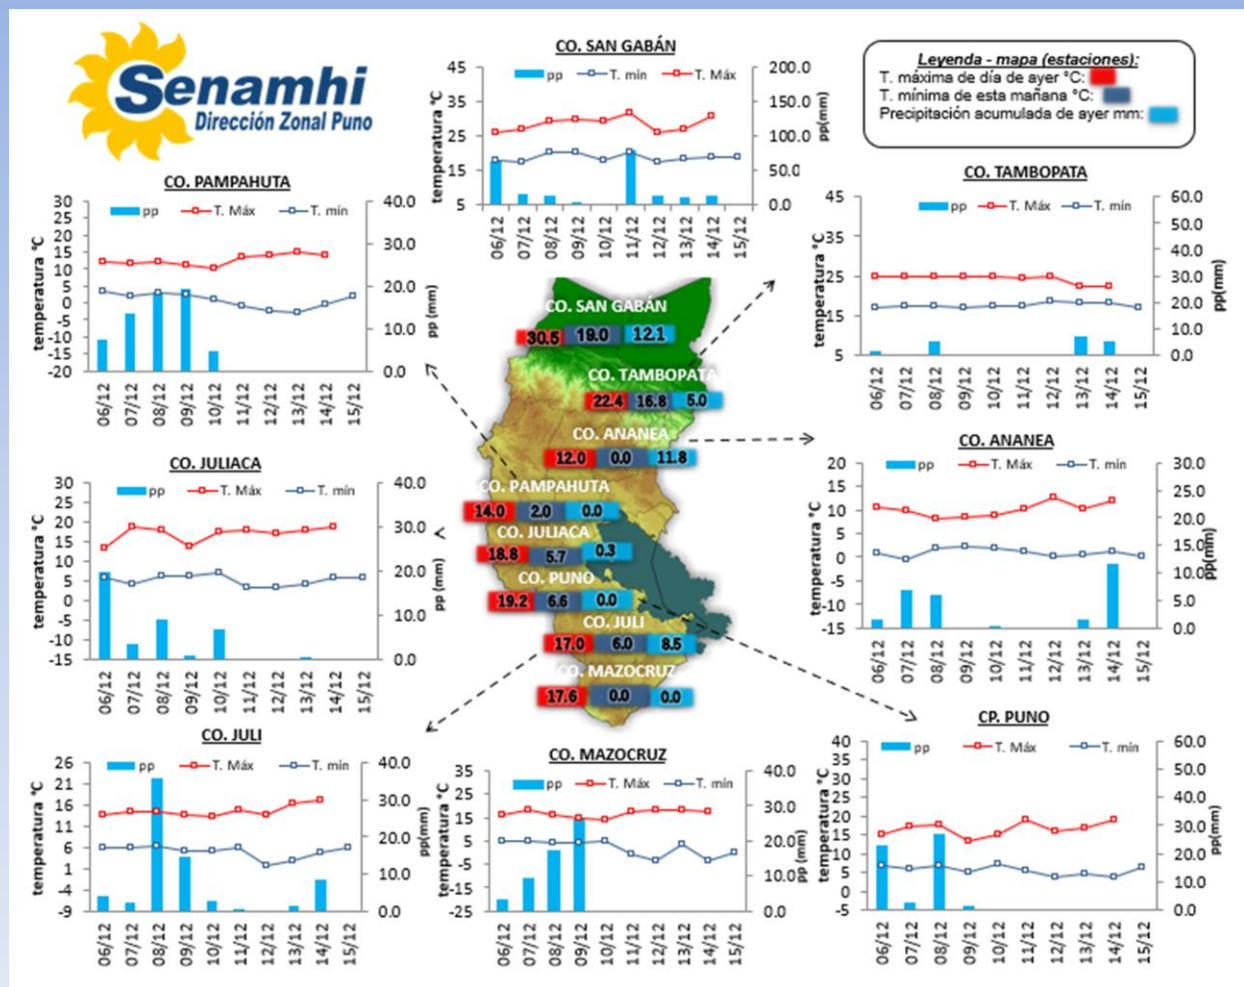 Senamhi
Dirección Zonal Puno
Leyenda - mapa (estaciones):
T. máxima de día de ayer °C:
T. mínima de esta mañana °C:
Precipitación acumulada de ayer mm:
CO. SAN GABÁN
pp T. mín T. Máx
temperatura °C
45
35
25
15
5
200.0
150.0
100.0
50.0
0.0
pp(mm)
06/12 07/12 08/12 09/12 10/12 11/12 12/12 13/12 14/12 15/12
CO. PAMPAHUTA
pp T. Máx T. mín
temperatura °C
30
25
20
15
10
5
0
-5
-10
-15
-20
40.0
30.0
20.0
10.0
0.0
pp (mm)
06/12 07/12 08/12 09/12 10/12 11/12 12/12 13/12 14/12 15/12
CO. TAMBOPATA
pp T. Máx T. mín
temperatura °C
45
35
25
15
5
60.0
50.0
40.0
30.0
20.0
10.0
0.0
pp(mm)
06/12 07/12 08/12 09/12 10/12 11/12 12/12 13/12 14/12 15/12
CO. SAN GABÁN
30.5 19.0 12.1
CO. TAMBOPATA
22.4 16.8 5.0
CO. ANANEA
12.0 0.0 11.8
CO. PAMPAHUTA
14.0 2.0 0.0
CO. JULIACA
18.8 5.7 0.3
CO. PUNO
19.2 6.6 0.0
CO. JULI
17.0 6.0 8.5
CO. MAZOCRUZ
17.6 0.0 0.0
CO. JULIACA
pp T. Máx T. mín
temperatura °C
30
25
20
15
10
5
0
-5
-10
-15
40.0
30.0
20.0
10.0
0.0
pp (mm)
06/12 07/12 08/12 09/12 10/12 11/12 12/12 13/12 14/12 15/12
CO. ANANEA
pp T. Máx T. mín
temperatura °C
20
15
10
5
0
-5
-10
-15
30.0
25.0
20.0
15.0
10.0
5.0
0.0
pp(mm)
06/12 07/12 08/12 09/12 10/12 11/12 12/12 13/12 14/12 15/12
CO. JULI
pp T. Máx T. mín
temperatura °C
26
21
16
11
6
1
-4
-9
40.0
30.0
20.0
10.0
0.0
pp(mm)
06/12 07/12 08/12 09/12 10/12 11/12 12/12 13/12 14/12 15/12
CO. MAZOCRUZ
pp T. Máx T. mín
temperatura °C
35
25
15
5
-5
-15
-25
40.0
30.0
20.0
10.0
0.0
pp (mm)
06/12 07/12 08/12 09/12 10/12 11/12 12/12 13/12 14/12 15/12
CP. PUNO
pp T. Máx T. mín
temperatura °C
40
35
30
25
20
15
10
5
0
-5
60.0
50.0
40.0
30.0
20.0
10.0
0.0
pp(mm)
06/12 07/12 08/12 09/12 10/12 11/12 12/12 13/12 14/12 15/12